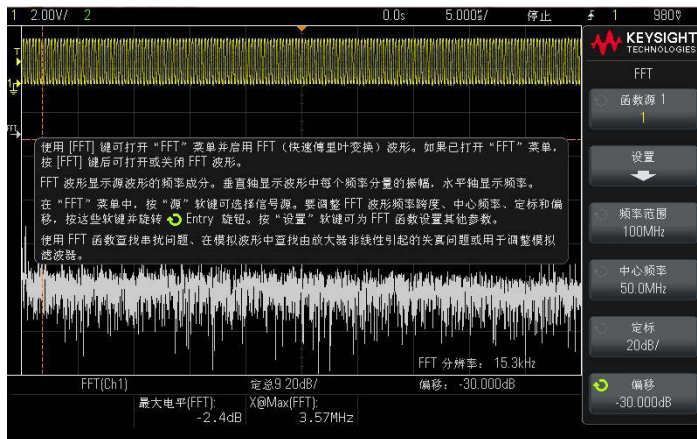 1 2.00V/ 2 0.0s 5.000s/ 停止 1 980V
KEYSIGHT
TECHNOLOGIES
FFT
函数源 1
1
设置
频率范围
100MHz
中心频率
50.0MHz
定标
20dB/
偏移
-30.000dB
T
1
FFT
使用 [FFT] 键可打开 “FFT” 菜单并启用 FFT（快速傅里叶变换）波形。如果已打开 “FFT” 菜单，
按 [FFT] 键后可打开或关闭 FFT 波形。
FFT 波形显示源波形的频率成分。垂直轴显示波形中每个频率分量的振幅，水平轴显示频率。
在 “FFT” 菜单中，按 “源” 软键可选择信号源。要调整 FFT 波形频率跨度、中心频率、定标和偏
移，按这些软键并旋转 Entry 旋钮。按 “设置” 软键可为 FFT 函数设置其他参数。
使用 FFT 函数查找串扰问题、在模拟波形中查找由放大器非线性引起的失真问题或用于调整模拟
滤波器。
FFT 分辨率： 15.3kHz
FFT(Ch1) 定总9 20dB/ 偏移： -30.000dB
最大电平(FFT): X@Max(FFT):
-2.4dB 3.57MHz